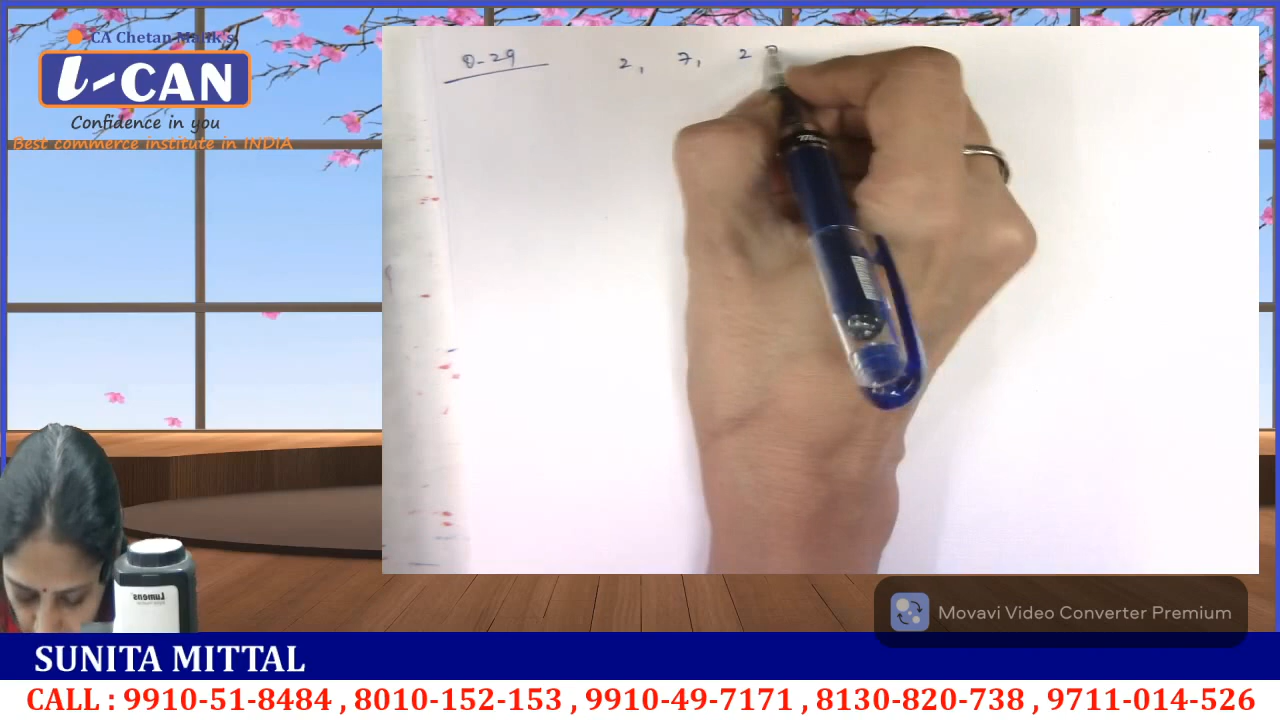 CA Chetan Malik's
I-CAN
Confidence in you
Best commerce institute in INDIA
Q-29 2, 7, 2
Lumens
Movavi Video Converter Premium
SUNITA MITTAL
CALL : 9910-51-8484 , 8010-152-153 , 9910-49-7171 , 8130-820-738 , 9711-014-526